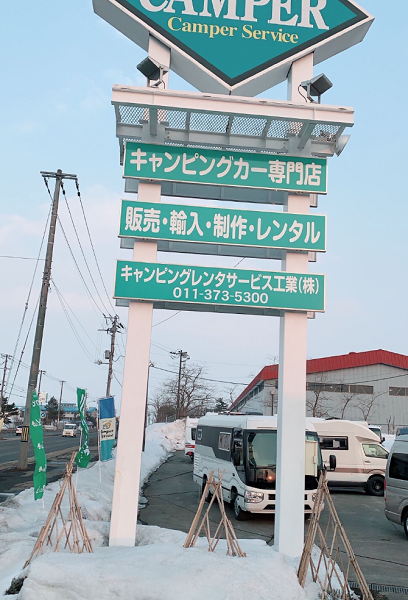 CAMPER
Camper Service
キャンピングカー専門店
販売・輸入・制作・レンタル
キャンピングレンタサービス工業(株)
011-373-5300